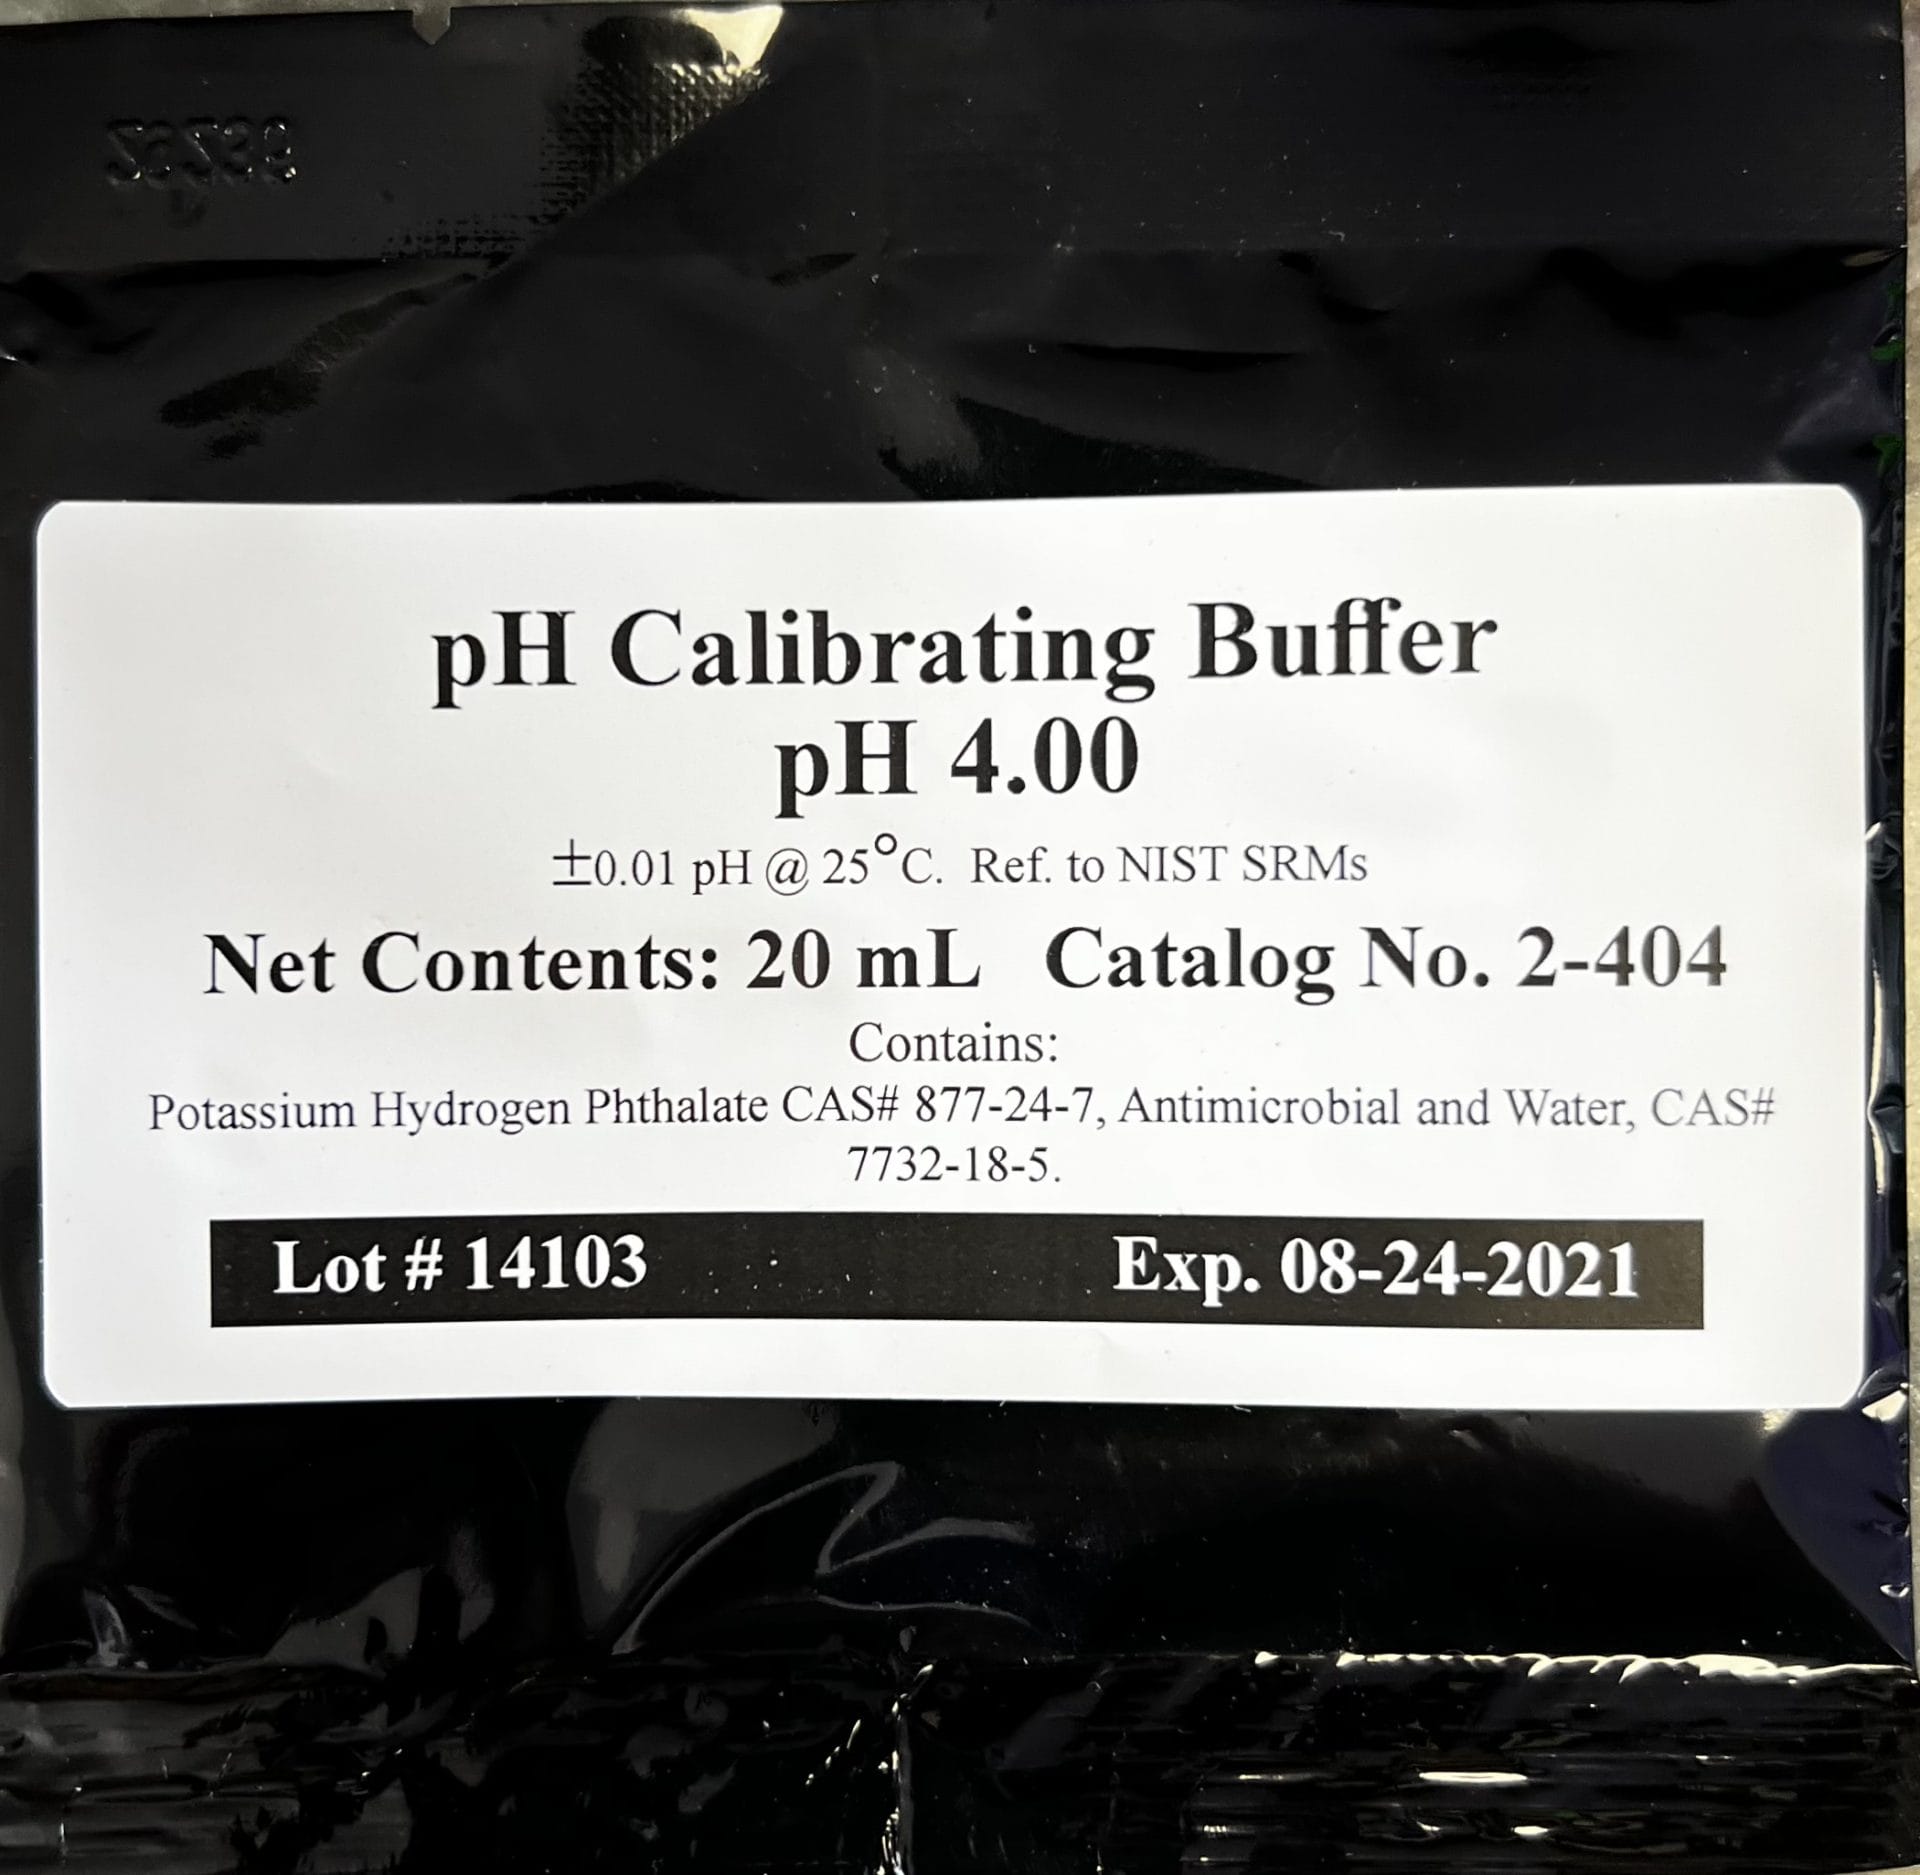 pH Calibrating Buffer
pH 4.00
±0.01 pH @ 25°C. Ref. to NIST SRMs
Net Contents: 20 mL Catalog No. 2-404
Contains:
Potassium Hydrogen Phthalate CAS# 877-24-7, Antimicrobial and Water, CAS#
7732-18-5.
Lot # 14103 Exp. 08-24-2021